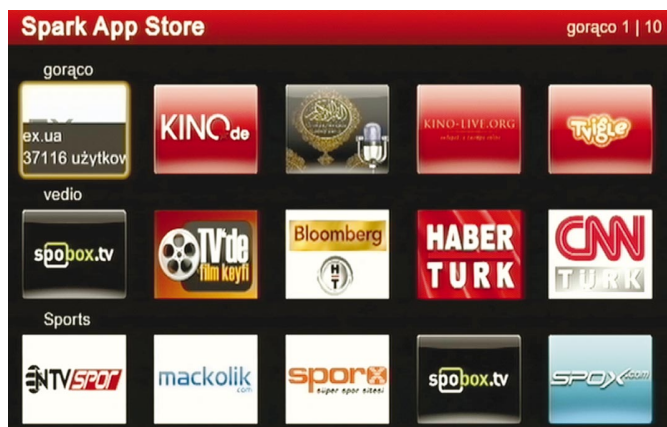 Spark App Store
gorąco 1 | 10
gorąco
ex.ua
37116 użytkow
KINO.de
KINO-LIVE.ORG
Tvigle
vedio
spobox.tv
TV'de
film keyfi
Bloomberg
H
T
HABER
TURK
CNN
TURK
Sports
NTVSPOR
mackolik
.com
sporx
süper spor sitesi
spobox.tv
SPOX.com